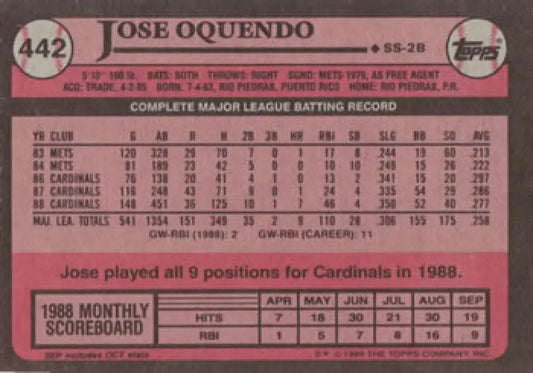 442
JOSE OQUENDO
◆ SS-2B
Topps®
5'10" 160 lb. BATS: BOTH THROWS: RIGHT SGND: METS-1979, AS FREE AGENT
ACQ: TRADE, 4-2-85 BORN: 7-4-63, RIO PIEDRAS, PUERTO RICO HOME: RIO PIEDRAS, P.R.
COMPLETE MAJOR LEAGUE BATTING RECORD
YR CLUB G AB R H 2B 3B HR RBI SB SLG BB SO AVG
83 METS 120 328 29 70 7 0 1 17 8 .244 19 60 .213
84 METS 81 189 23 42 5 0 0 10 10 .249 15 26 .222
86 CARDINALS 76 138 20 41 4 1 0 13 2 .341 15 20 .297
87 CARDINALS 116 248 43 71 9 0 1 24 4 .335 54 29 .286
88 CARDINALS 148 451 36 125 10 1 7 46 4 .350 52 40 .277
MAJ. LEA. TOTALS 541 1354 151 349 35 2 9 110 28 .306 155 175 .258
GW-RBI (1988): 2 GW-RBI (CAREER): 11
Jose played all 9 positions for Cardinals in 1988.
1988 MONTHLY SCOREBOARD
APR MAY JUN JUL AUG SEP
HITS 7 18 30 21 30 19
RBI 1 5 7 8 16 9
SEP includes OCT stats
© 1989 THE TOPPS COMPANY, INC.